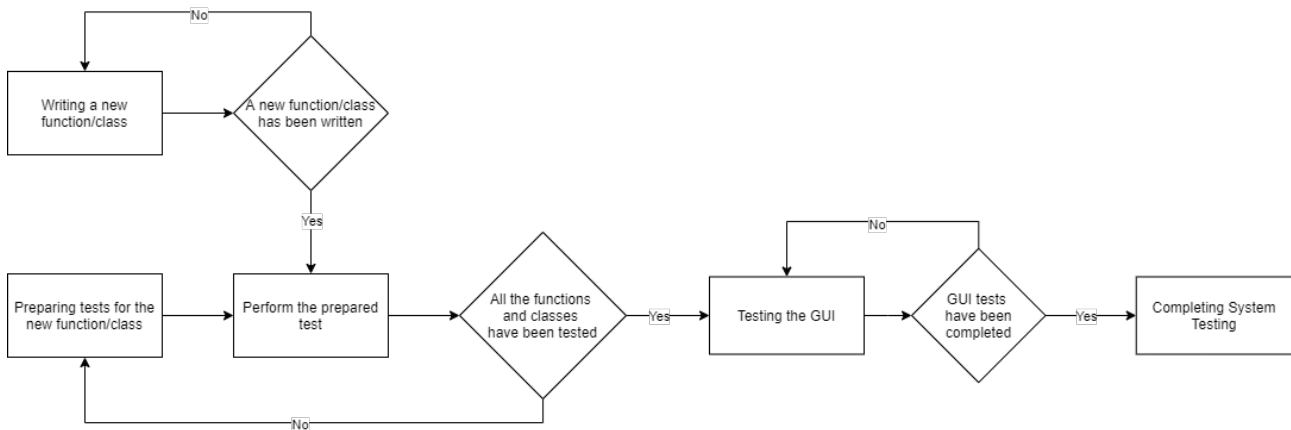 No
Writing a new
function/class
A new function/class
has been written
Yes
Preparing tests for the
new function/class
Perform the prepared
test
All the functions
and classes
have been tested
No
Yes
Testing the GUI
No
GUI tests
have been
completed
Yes
Completing System
Testing